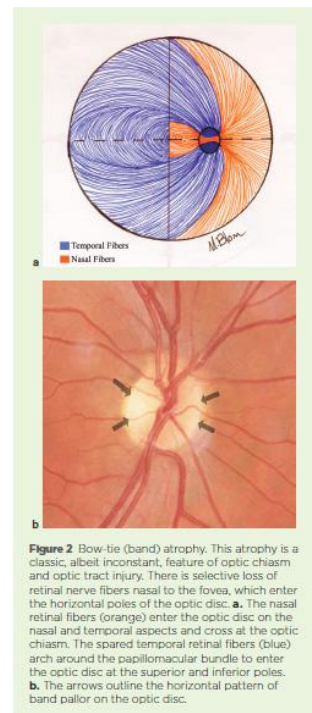 Temporal Fibers
Nasal Fibers
M. Blom
a
b
Figure 2 Bow-tie (band) atrophy. This atrophy is a
classic, albeit inconstant, feature of optic chiasm
and optic tract injury. There is selective loss of
retinal nerve fibers nasal to the fovea, which enter
the horizontal poles of the optic disc. a. The nasal
retinal fibers (orange) enter the optic disc on the
nasal and temporal aspects and cross at the optic
chiasm. The spared temporal retinal fibers (blue)
arch around the papillomacular bundle to enter
the optic disc at the superior and inferior poles.
b. The arrows outline the horizontal pattern of
band pallor on the optic disc.